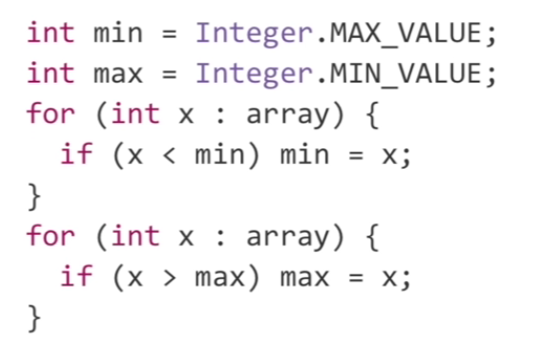 int min = Integer.MAX_VALUE;
int max = Integer.MIN_VALUE;
for (int x : array) {
  if (x < min) min = x;
}
for (int x : array) {
  if (x > max) max = x;
}